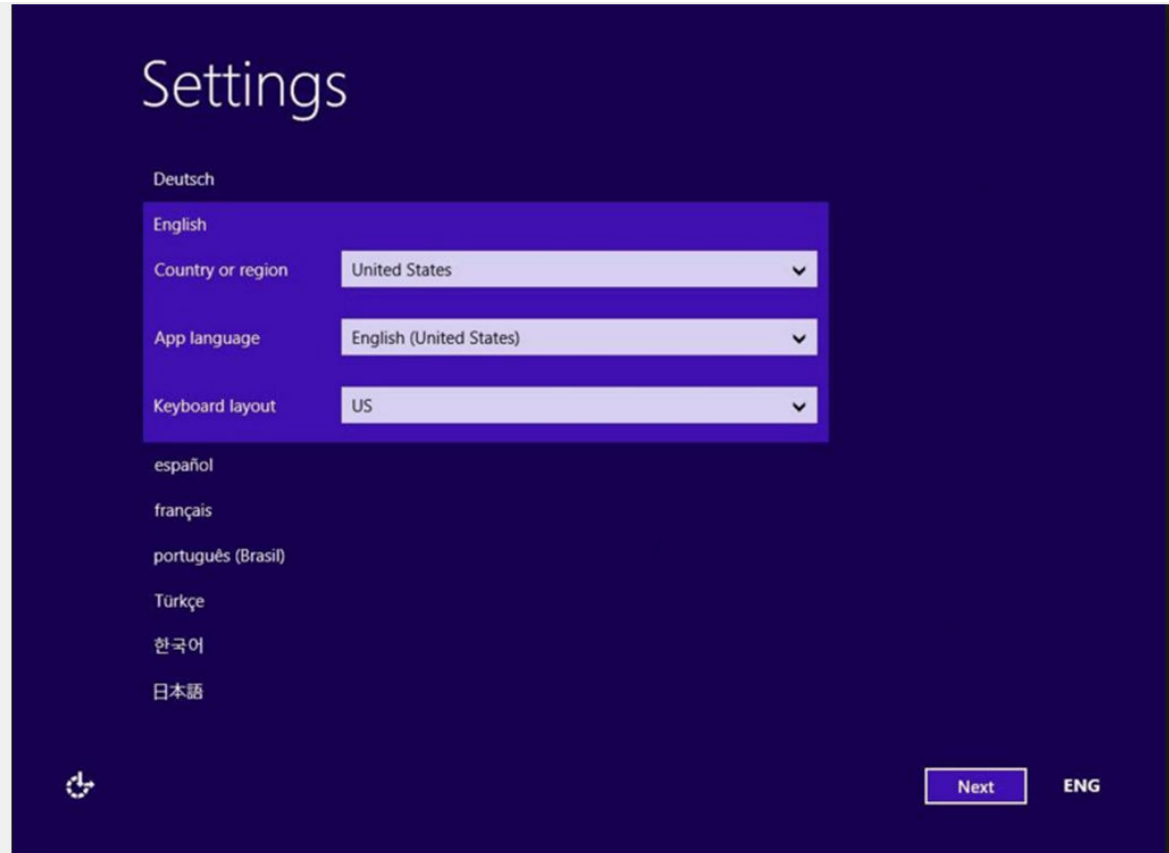 Settings
Deutsch
English
Country or region United States
App language English (United States)
Keyboard layout US
español
français
português (Brasil)
Türkçe
한국어
日本語
Next ENG